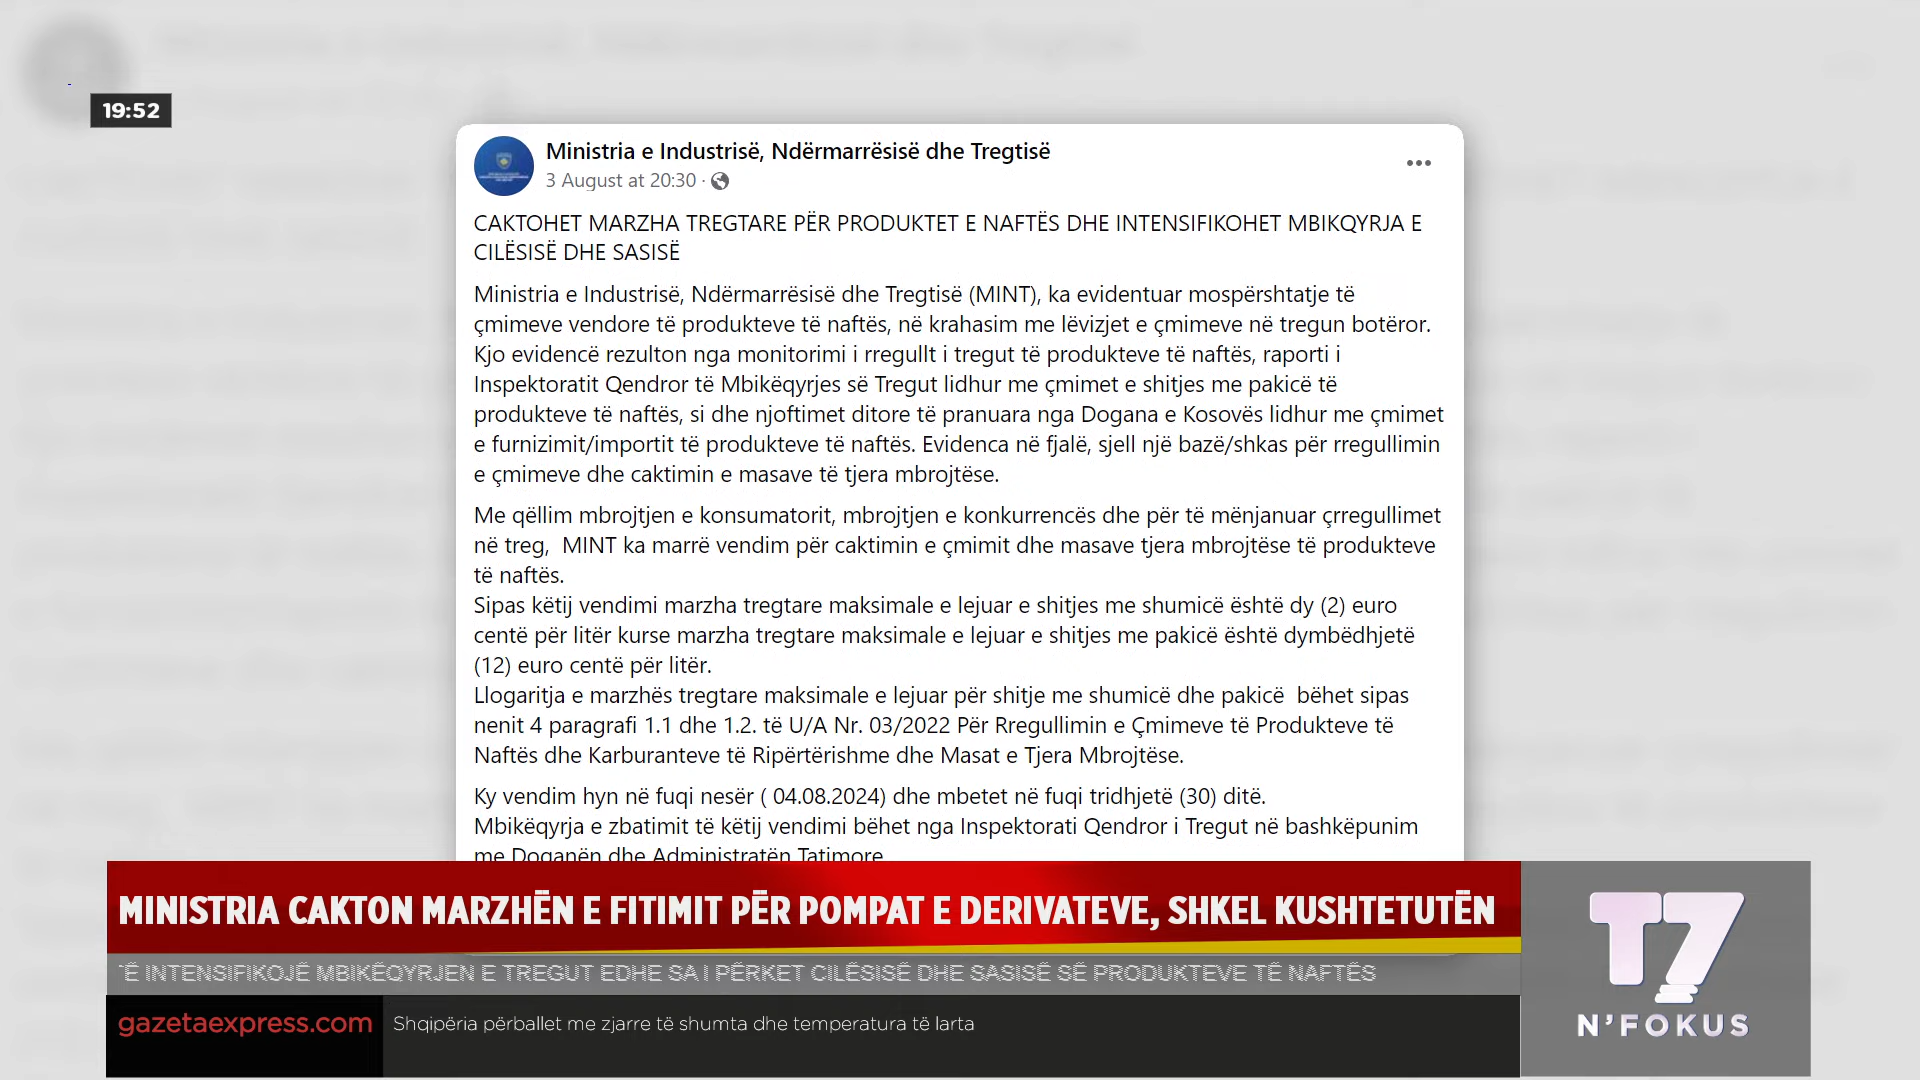 19:52
Ministria e Industrisë, Ndërmarrësisë dhe Tregtisë
3 August at 20:30 ·
CAKTOHET MARZHA TREGTARE PËR PRODUKTET E NAFTËS DHE INTENSIFIKOHET MBIKQYRJA E
CILËSISË DHE SASISË
Ministria e Industrisë, Ndërmarrësisë dhe Tregtisë (MINT), ka evidentuar mospërshtatje të
çmimeve vendore të produkteve të naftës, në krahasim me lëvizjet e çmimeve në tregun botëror.
Kjo evidencë rezulton nga monitorimi i rregullt i tregut të produkteve të naftës, raporti i
Inspektoratit Qendror të Mbikëqyrjes së Tregut lidhur me çmimet e shitjes me pakicë të
produkteve të naftës, si dhe njoftimet ditore të pranuara nga Dogana e Kosovës lidhur me çmimet
e furnizimit/importit të produkteve të naftës. Evidenca në fjalë, sjell një bazë/shkas për rregullimin
e çmimeve dhe caktimin e masave të tjera mbrojtëse.
Me qëllim mbrojtjen e konsumatorit, mbrojtjen e konkurrencës dhe për të mënjanuar çrregullimet
në treg,  MINT ka marrë vendim për caktimin e çmimit dhe masave tjera mbrojtëse të produkteve
të naftës.
Sipas këtij vendimi marzha tregtare maksimale e lejuar e shitjes me shumicë është dy (2) euro
centë për litër kurse marzha tregtare maksimale e lejuar e shitjes me pakicë është dymbëdhjetë
(12) euro centë për litër.
Llogaritja e marzhës tregtare maksimale e lejuar për shitje me shumicë dhe pakicë  bëhet sipas
nenit 4 paragrafi 1.1 dhe 1.2. të U/A Nr. 03/2022 Për Rregullimin e Çmimeve të Produkteve të
Naftës dhe Karburanteve të Ripërtërishme dhe Masat e Tjera Mbrojtëse.
Ky vendim hyn në fuqi nesër ( 04.08.2024) dhe mbetet në fuqi tridhjetë (30) ditë.
Mbikëqyrja e zbatimit të këtij vendimi bëhet nga Inspektorati Qendror i Tregut në bashkëpunim
me Doganën dhe Administratën Tatimore
MINISTRIA CAKTON MARZHËN E FITIMIT PËR POMPAT E DERIVATEVE, SHKEL KUSHTETUTËN
Ë INTENSIFIKOJË MBIKËQYRJEN E TREGUT EDHE SA I PËRKET CILËSISË DHE SASISË SË PRODUKTEVE TË NAFTËS
gazetaexpress.com Shqipëria përballet me zjarre të shumta dhe temperatura të larta
T7
N'FOKUS